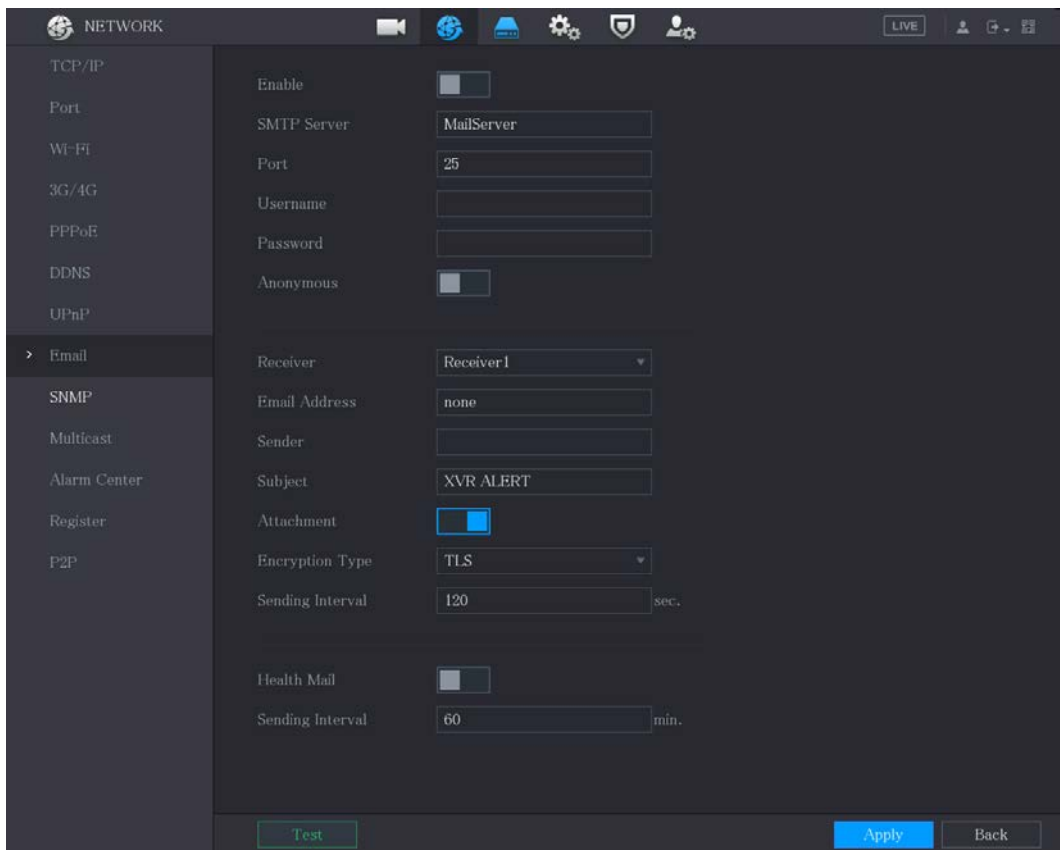 NETWORK
LIVE
TCP/IP
Port
Wi-Fi
3G/4G
PPPoE
DDNS
UPnP
Email
SNMP
Multicast
Alarm Center
Register
P2P
Enable
SMTP Server MailServer
Port 25
Username
Password
Anonymous
Receiver Receiver1
Email Address none
Sender
Subject XVR ALERT
Attachment
Encryption Type TLS
Sending Interval 120 sec.
Health Mail
Sending Interval 60 min.
Test Apply Back